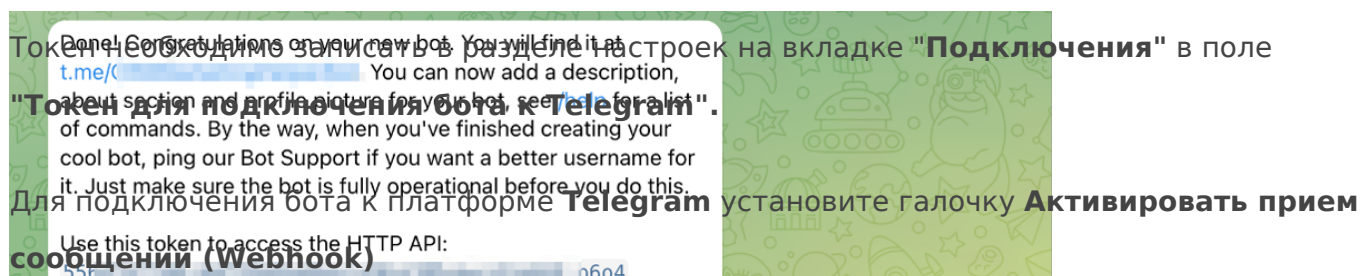 Done! Congratulations on your new bot. You will find it at
Токен необходимо записать в разделе настроек на вкладке "Подключения" в поле
t.me/ You can now add a description,
about section and profile picture for your bot, see /help for a list
"Токен для подключения бота к Telegram".
of commands. By the way, when you've finished creating your
cool bot, ping our Bot Support if you want a better username for
it. Just make sure the bot is fully operational before you do this.
Для подключения бота к платформе Telegram установите галочку Активировать прием
Use this token to access the HTTP API:
сообщений (Webhook)
p6o4